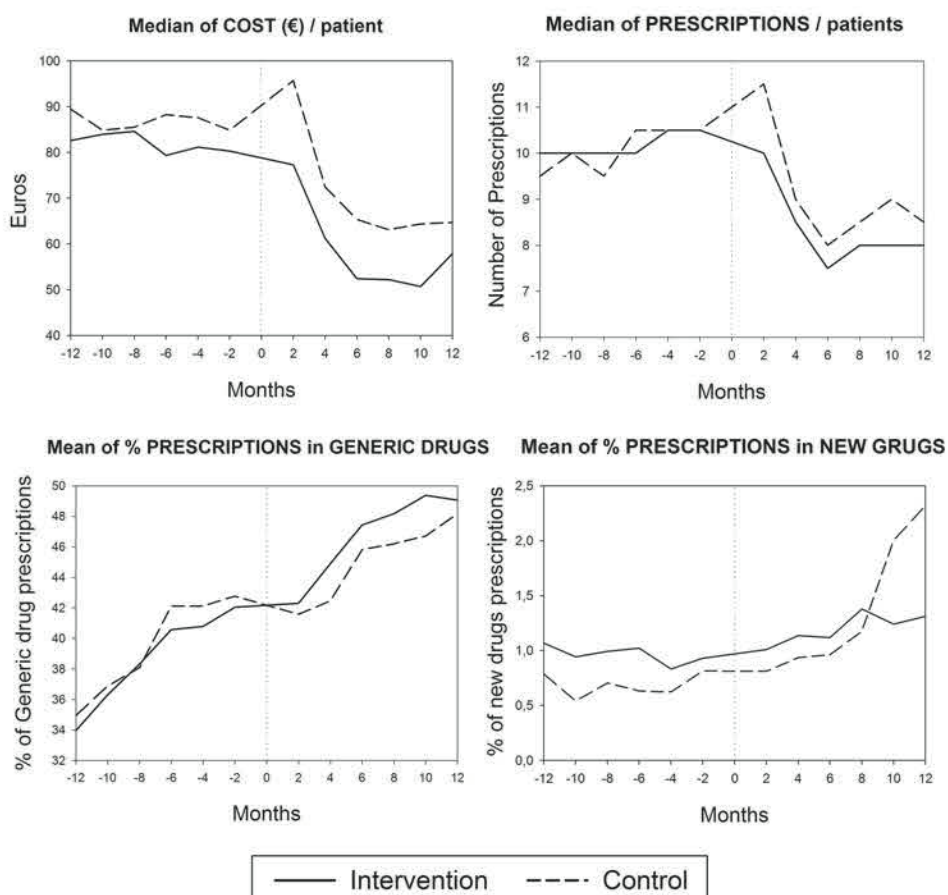 Median of COST (€) / patient
Euros
100
90
80
70
60
50
40
-12 -10 -8 -6 -4 -2 0 2 4 6 8 10 12
Months
Median of PRESCRIPTIONS / patients
Number of Prescriptions
12
11
10
9
8
7
6
-12 -10 -8 -6 -4 -2 0 2 4 6 8 10 12
Months
Mean of % PRESCRIPTIONS in GENERIC DRUGS
% of Generic drug prescriptions
50
48
46
44
42
40
38
36
34
32
-12 -10 -8 -6 -4 -2 0 2 4 6 8 10 12
Months
Mean of % PRESCRIPTIONS in NEW GRUGS
% of new drugs prescriptions
2,5
2,0
1,5
1,0
0,5
0,0
-12 -10 -8 -6 -4 -2 0 2 4 6 8 10 12
Months
Intervention Control